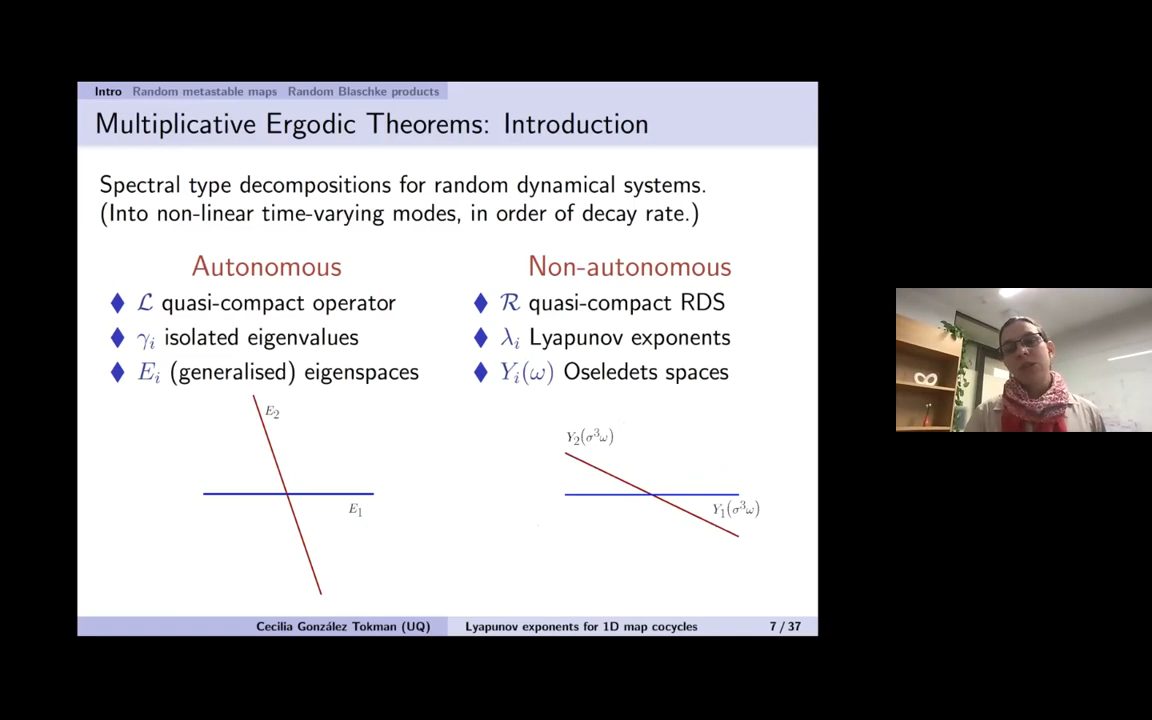 Intro Random metastable maps Random Blaschke products
Multiplicative Ergodic Theorems: Introduction
Spectral type decompositions for random dynamical systems.
(Into non-linear time-varying modes, in order of decay rate.)
Autonomous
ℒ quasi-compact operator
γᵢ isolated eigenvalues
Eᵢ (generalised) eigenspaces
E₂
E₁
Non-autonomous
ℛ quasi-compact RDS
λᵢ Lyapunov exponents
Yᵢ(ω) Oseledets spaces
Y₂(σ³ω)
Y₁(σ³ω)
Cecilia González Tokman (UQ) Lyapunov exponents for 1D map cocycles 7 / 37